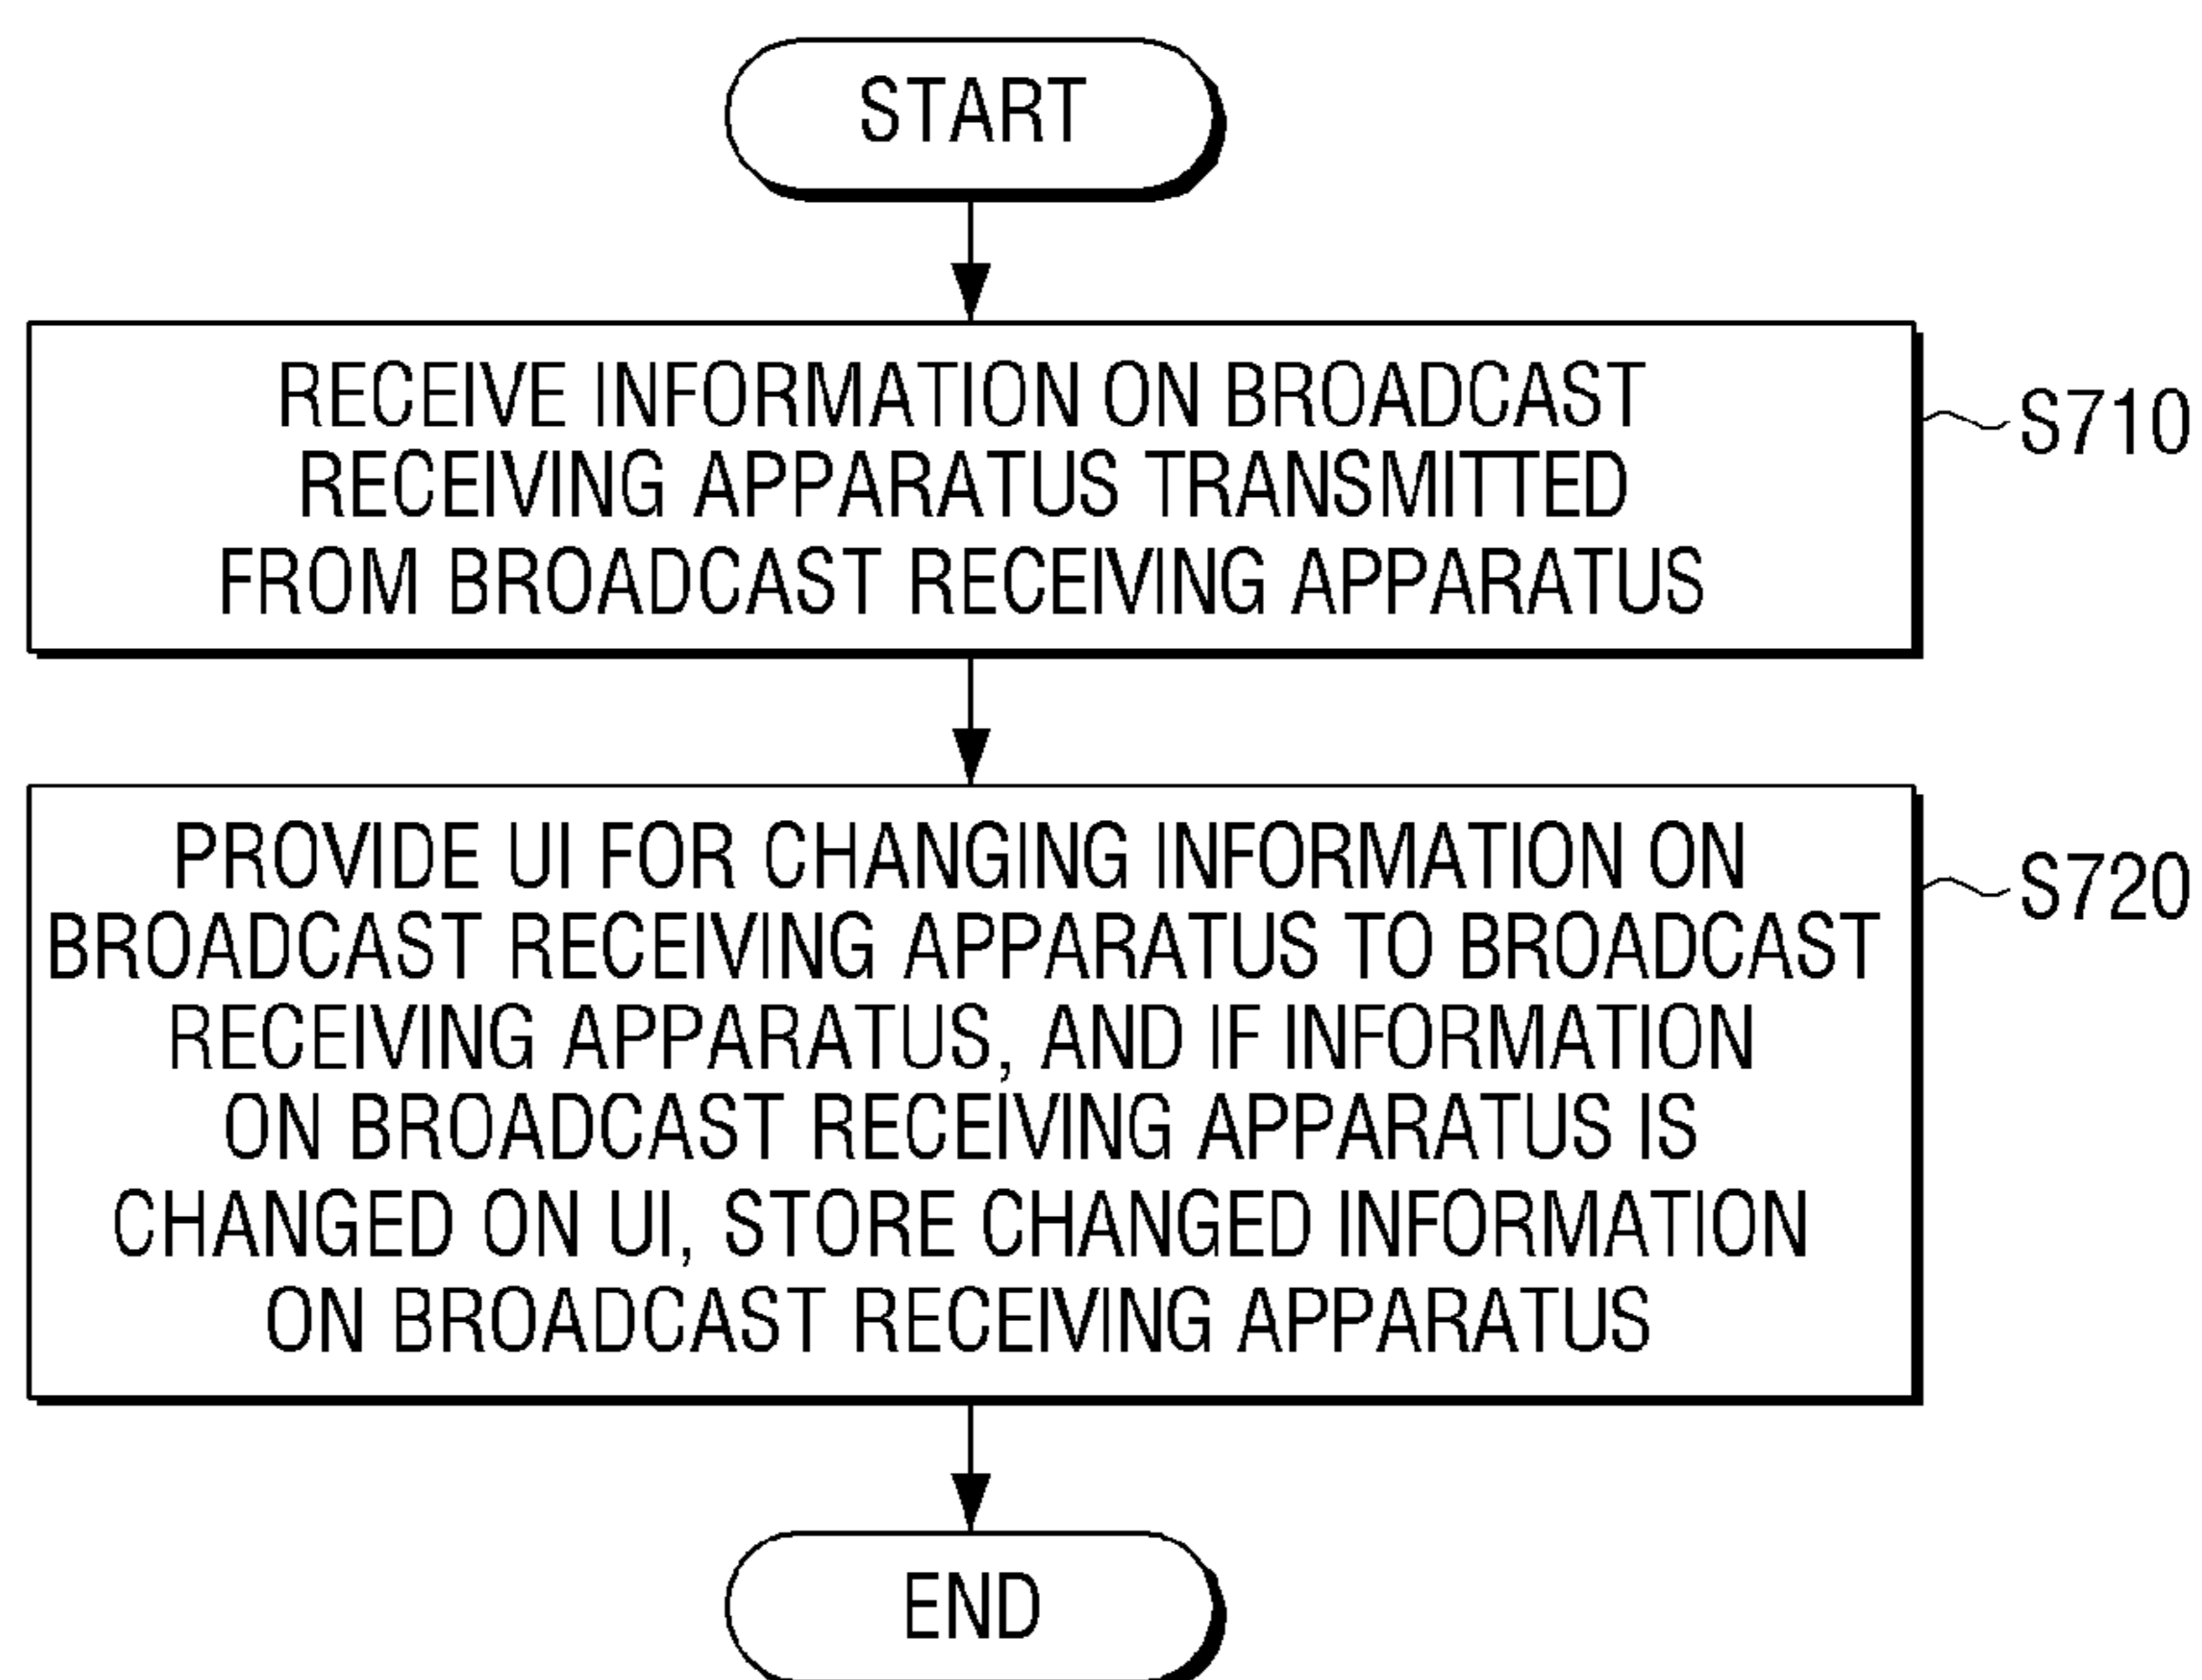 START
RECEIVE INFORMATION ON BROADCAST
RECEIVING APPARATUS TRANSMITTED
FROM BROADCAST RECEIVING APPARATUS
S710
PROVIDE UI FOR CHANGING INFORMATION ON
BROADCAST RECEIVING APPARATUS TO BROADCAST
RECEIVING APPARATUS, AND IF INFORMATION
ON BROADCAST RECEIVING APPARATUS IS
CHANGED ON UI, STORE CHANGED INFORMATION
ON BROADCAST RECEIVING APPARATUS
S720
END